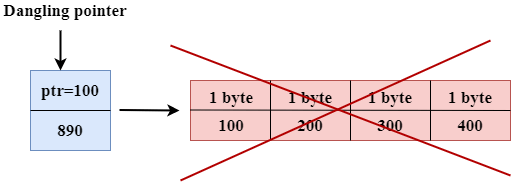 Dangling pointer
ptr=100
890
1 byte 1 byte 1 byte 1 byte
100 200 300 400